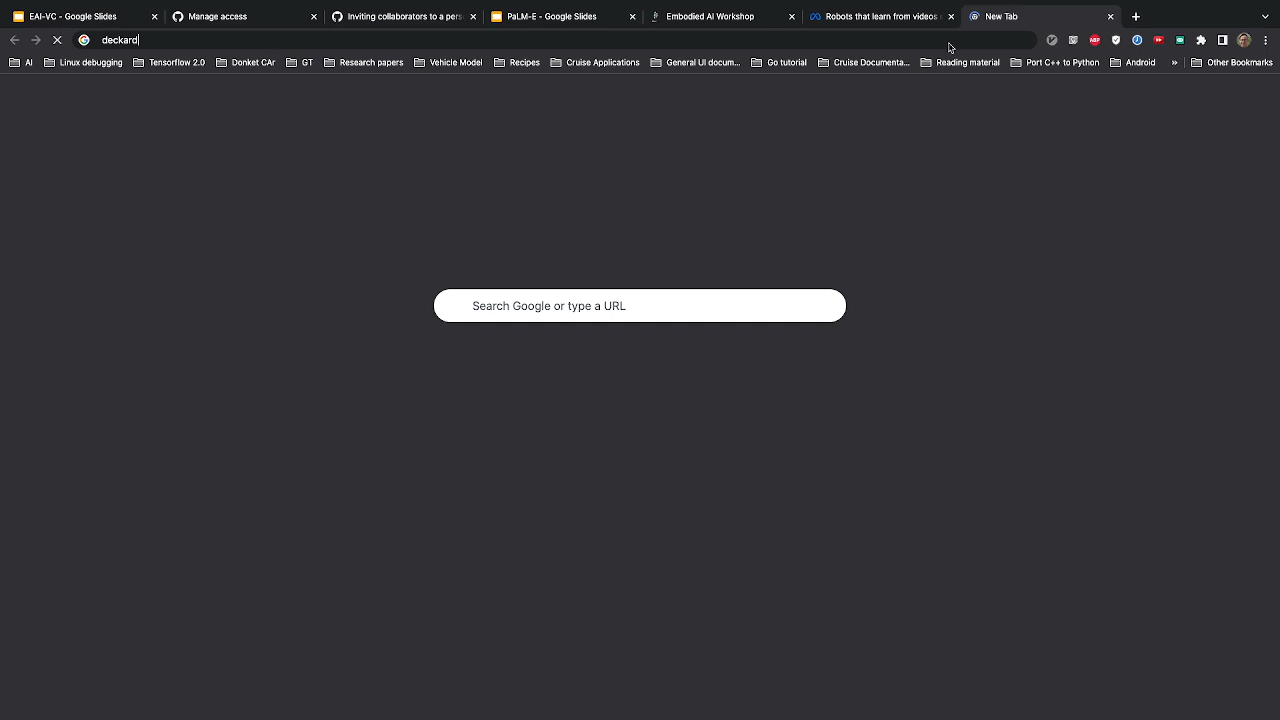 EAI-VC - Google Slides
Manage access
Inviting collaborators to a pers
PaLM-E - Google Slides
Embodied AI Workshop
Robots that learn from videos
New Tab
deckard
ABP
AI
Linux debugging
Tensorflow 2.0
Donket CAr
GT
Research papers
Vehicle Model
Recipes
Cruise Applications
General UI docum...
Go tutorial
Cruise Documenta...
Reading material
Port C++ to Python
Android
»
Other Bookmarks
Search Google or type a URL